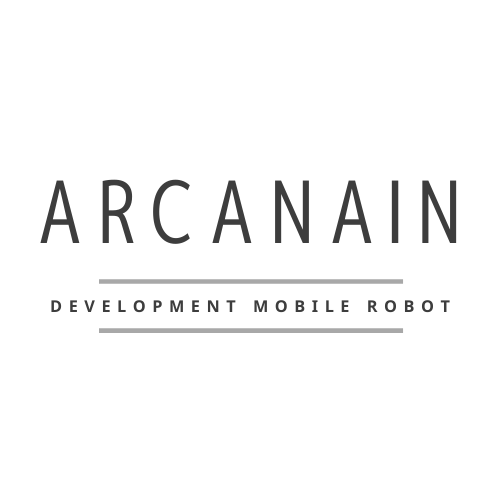 ARCANAIN
DEVELOPMENT MOBILE ROBOT